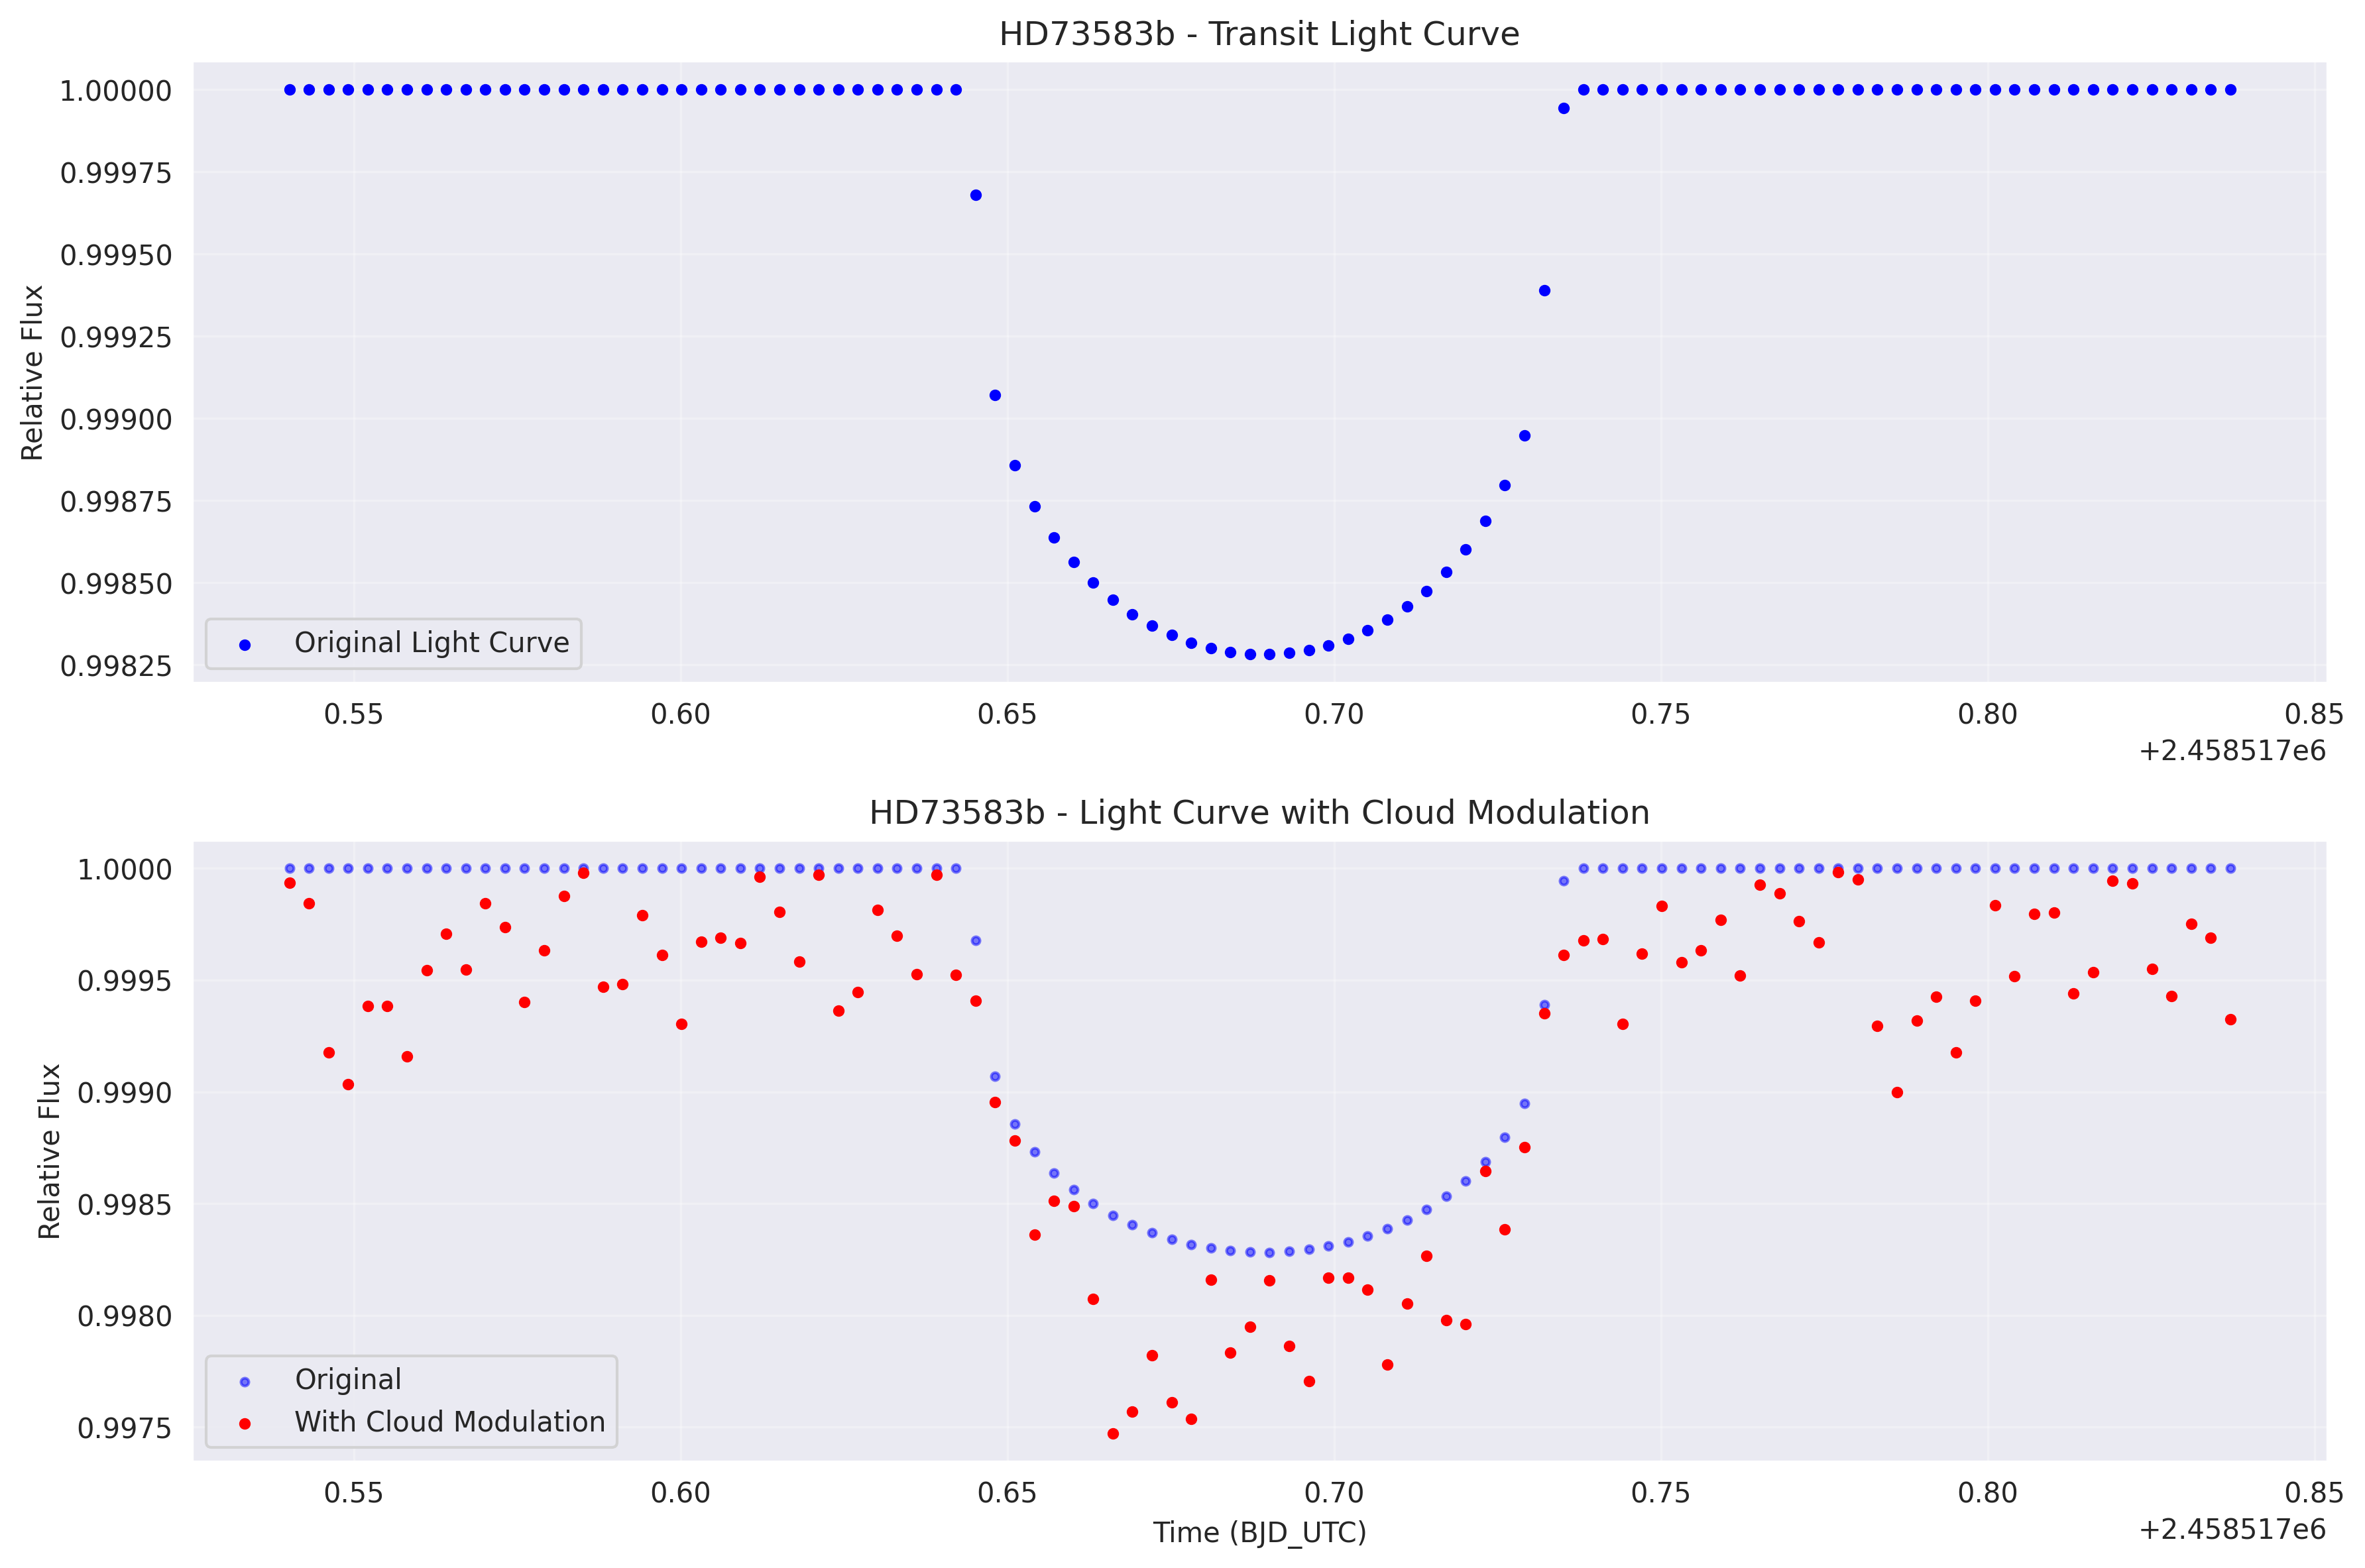 HD73583b - Transit Light Curve
1.00000
0.99975
0.99950
0.99925
0.99900
0.99875
0.99850
0.99825
Relative Flux
Original Light Curve
0.55 0.60 0.65 0.70 0.75 0.80 0.85
+2.458517e6
HD73583b - Light Curve with Cloud Modulation
1.0000
0.9995
0.9990
0.9985
0.9980
0.9975
Relative Flux
Original
With Cloud Modulation
0.55 0.60 0.65 0.70 0.75 0.80 0.85
Time (BJD_UTC)
+2.458517e6